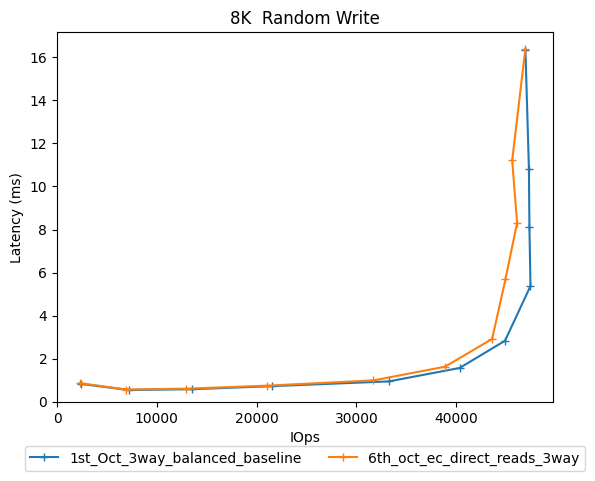 8K  Random Write
16
14
12
10
8
6
4
2
0
Latency (ms)
0 10000 20000 30000 40000
IOps
1st_Oct_3way_balanced_baseline 6th_oct_ec_direct_reads_3way